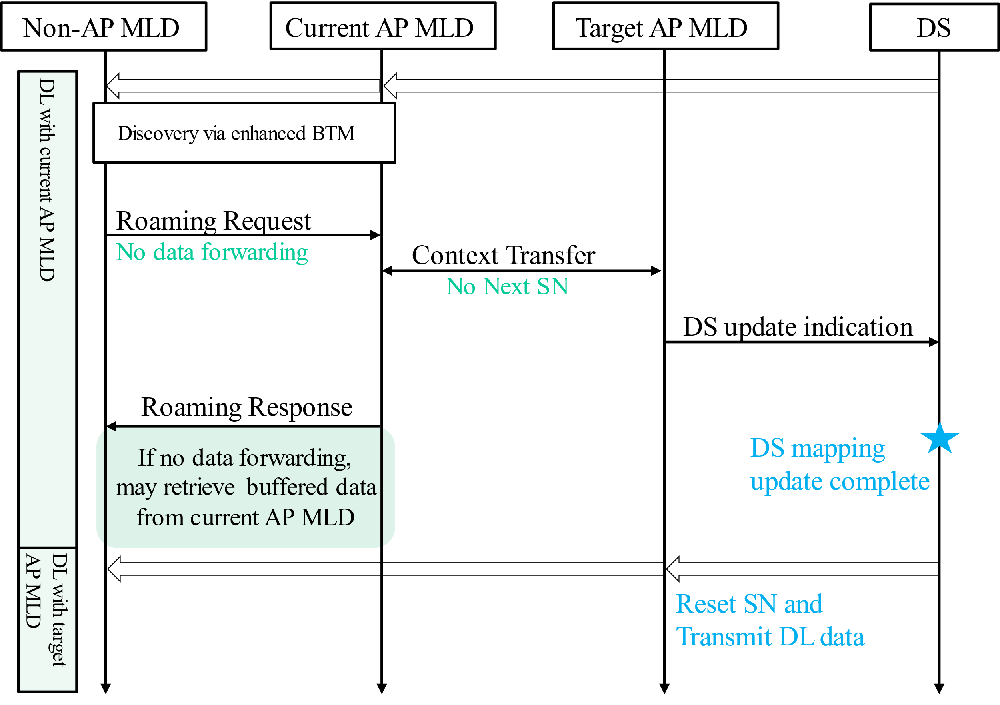 Non-AP MLD
Current AP MLD
Target AP MLD
DS
DL with current AP MLD
Discovery via enhanced BTM
Roaming Request
No data forwarding
Context Transfer
No Next SN
DS update indication
Roaming Response
If no data forwarding,
may retrieve buffered data
from current AP MLD
DS mapping
update complete
DL with target
AP MLD
Reset SN and
Transmit DL data